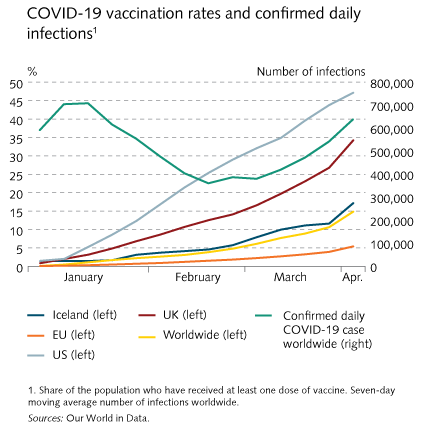 COVID-19 vaccination rates and confirmed daily
infections1
% Number of infections
50 800,000
45 700,000
40 600,000
35 500,000
30
25 400,000
20 300,000
15 200,000
10
5 100,000
0 0
January February March Apr.
Iceland (left) UK (left) Confirmed daily
EU (left) Worldwide (left) COVID-19 case
US (left) worldwide (right)
1. Share of the population who have received at least one dose of vaccine. Seven-day
moving average number of infections worldwide.
Sources: Our World in Data.